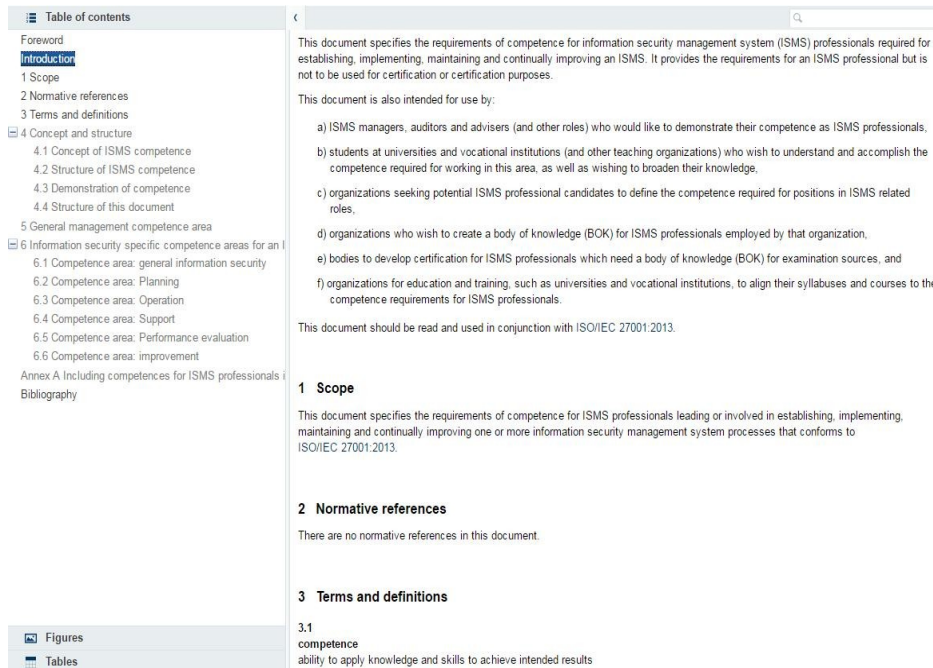 Table of contents
Foreword
Introduction
1 Scope
2 Normative references
3 Terms and definitions
4 Concept and structure
4.1 Concept of ISMS competence
4.2 Structure of ISMS competence
4.3 Demonstration of competence
4.4 Structure of this document
5 General management competence area
6 Information security specific competence areas for an I
6.1 Competence area: general information security
6.2 Competence area: Planning
6.3 Competence area: Operation
6.4 Competence area: Support
6.5 Competence area: Performance evaluation
6.6 Competence area: improvement
Annex A Including competences for ISMS professionals i
Bibliography
Figures
Tables
This document specifies the requirements of competence for information security management system (ISMS) professionals required for
establishing, implementing, maintaining and continually improving an ISMS. It provides the requirements for an ISMS professional but is
not to be used for certification or certification purposes.
This document is also intended for use by:
a) ISMS managers, auditors and advisers (and other roles) who would like to demonstrate their competence as ISMS professionals,
b) students at universities and vocational institutions (and other teaching organizations) who wish to understand and accomplish the
competence required for working in this area, as well as wishing to broaden their knowledge,
c) organizations seeking potential ISMS professional candidates to define the competence required for positions in ISMS related
roles,
d) organizations who wish to create a body of knowledge (BOK) for ISMS professionals employed by that organization,
e) bodies to develop certification for ISMS professionals which need a body of knowledge (BOK) for examination sources, and
f) organizations for education and training, such as universities and vocational institutions, to align their syllabuses and courses to the
competence requirements for ISMS professionals.
This document should be read and used in conjunction with ISO/IEC 27001:2013.
1 Scope
This document specifies the requirements of competence for ISMS professionals leading or involved in establishing, implementing,
maintaining and continually improving one or more information security management system processes that conforms to
ISO/IEC 27001:2013.
2 Normative references
There are no normative references in this document.
3 Terms and definitions
3.1
competence
ability to apply knowledge and skills to achieve intended results